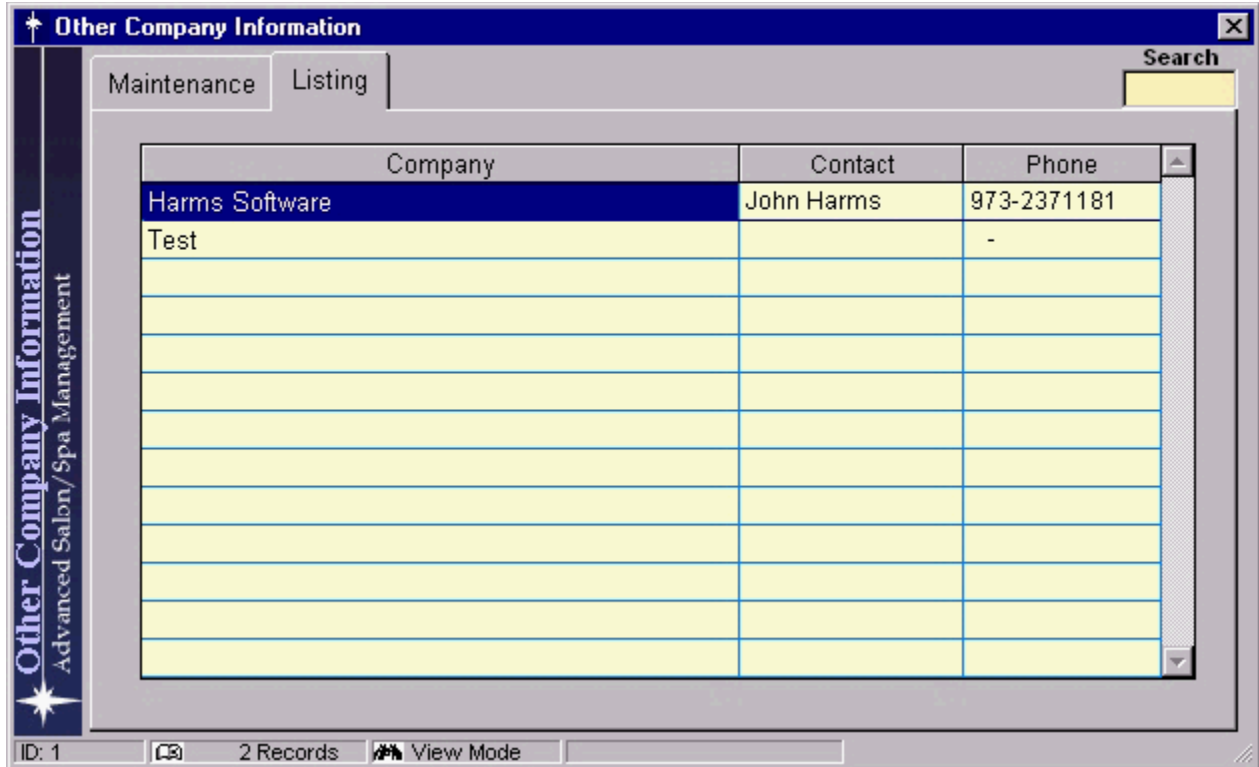 Other Company Information
Search
Maintenance Listing
Company Contact Phone
Harms Software John Harms 973-2371181
Test -
Other Company Information
Advanced Salon/Spa Management
ID: 1 2 Records View Mode